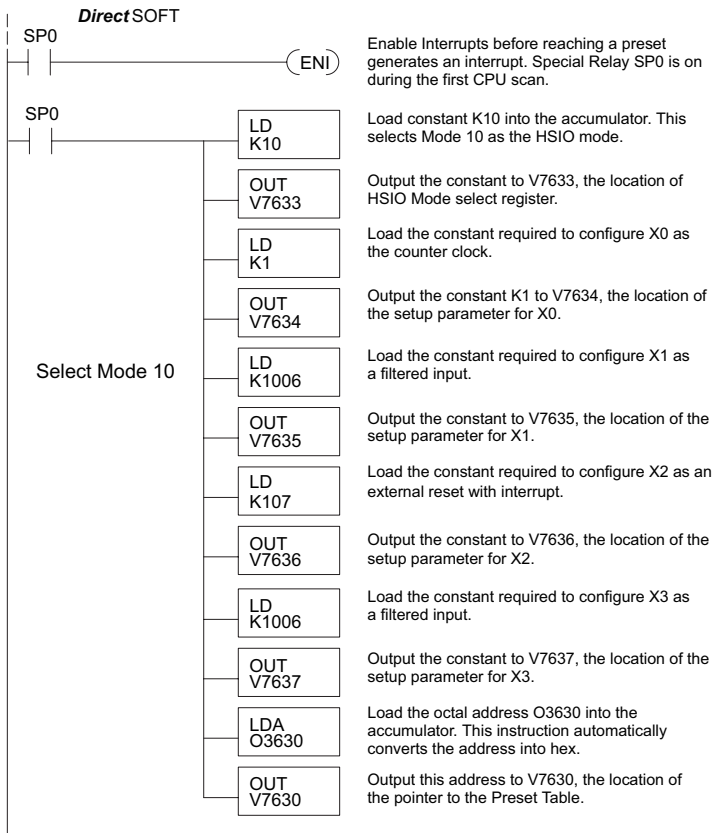 DirectSOFT
SP0
ENI
Enable Interrupts before reaching a preset
generates an interrupt. Special Relay SP0 is on
during the first CPU scan.
SP0
LD
K10
Load constant K10 into the accumulator. This
selects Mode 10 as the HSIO mode.
OUT
V7633
Output the constant to V7633, the location of
HSIO Mode select register.
LD
K1
Load the constant required to configure X0 as
the counter clock.
OUT
V7634
Output the constant K1 to V7634, the location of
the setup parameter for X0.
Select Mode 10
LD
K1006
Load the constant required to configure X1 as
a filtered input.
OUT
V7635
Output the constant to V7635, the location of the
setup parameter for X1.
LD
K107
Load the constant required to configure X2 as an
external reset with interrupt.
OUT
V7636
Output the constant to V7636, the location of the
setup parameter for X2.
LD
K1006
Load the constant required to configure X3 as
a filtered input.
OUT
V7637
Output the constant to V7637, the location of the
setup parameter for X3.
LDA
O3630
Load the octal address O3630 into the
accumulator. This instruction automatically
converts the address into hex.
OUT
V7630
Output this address to V7630, the location of
the pointer to the Preset Table.